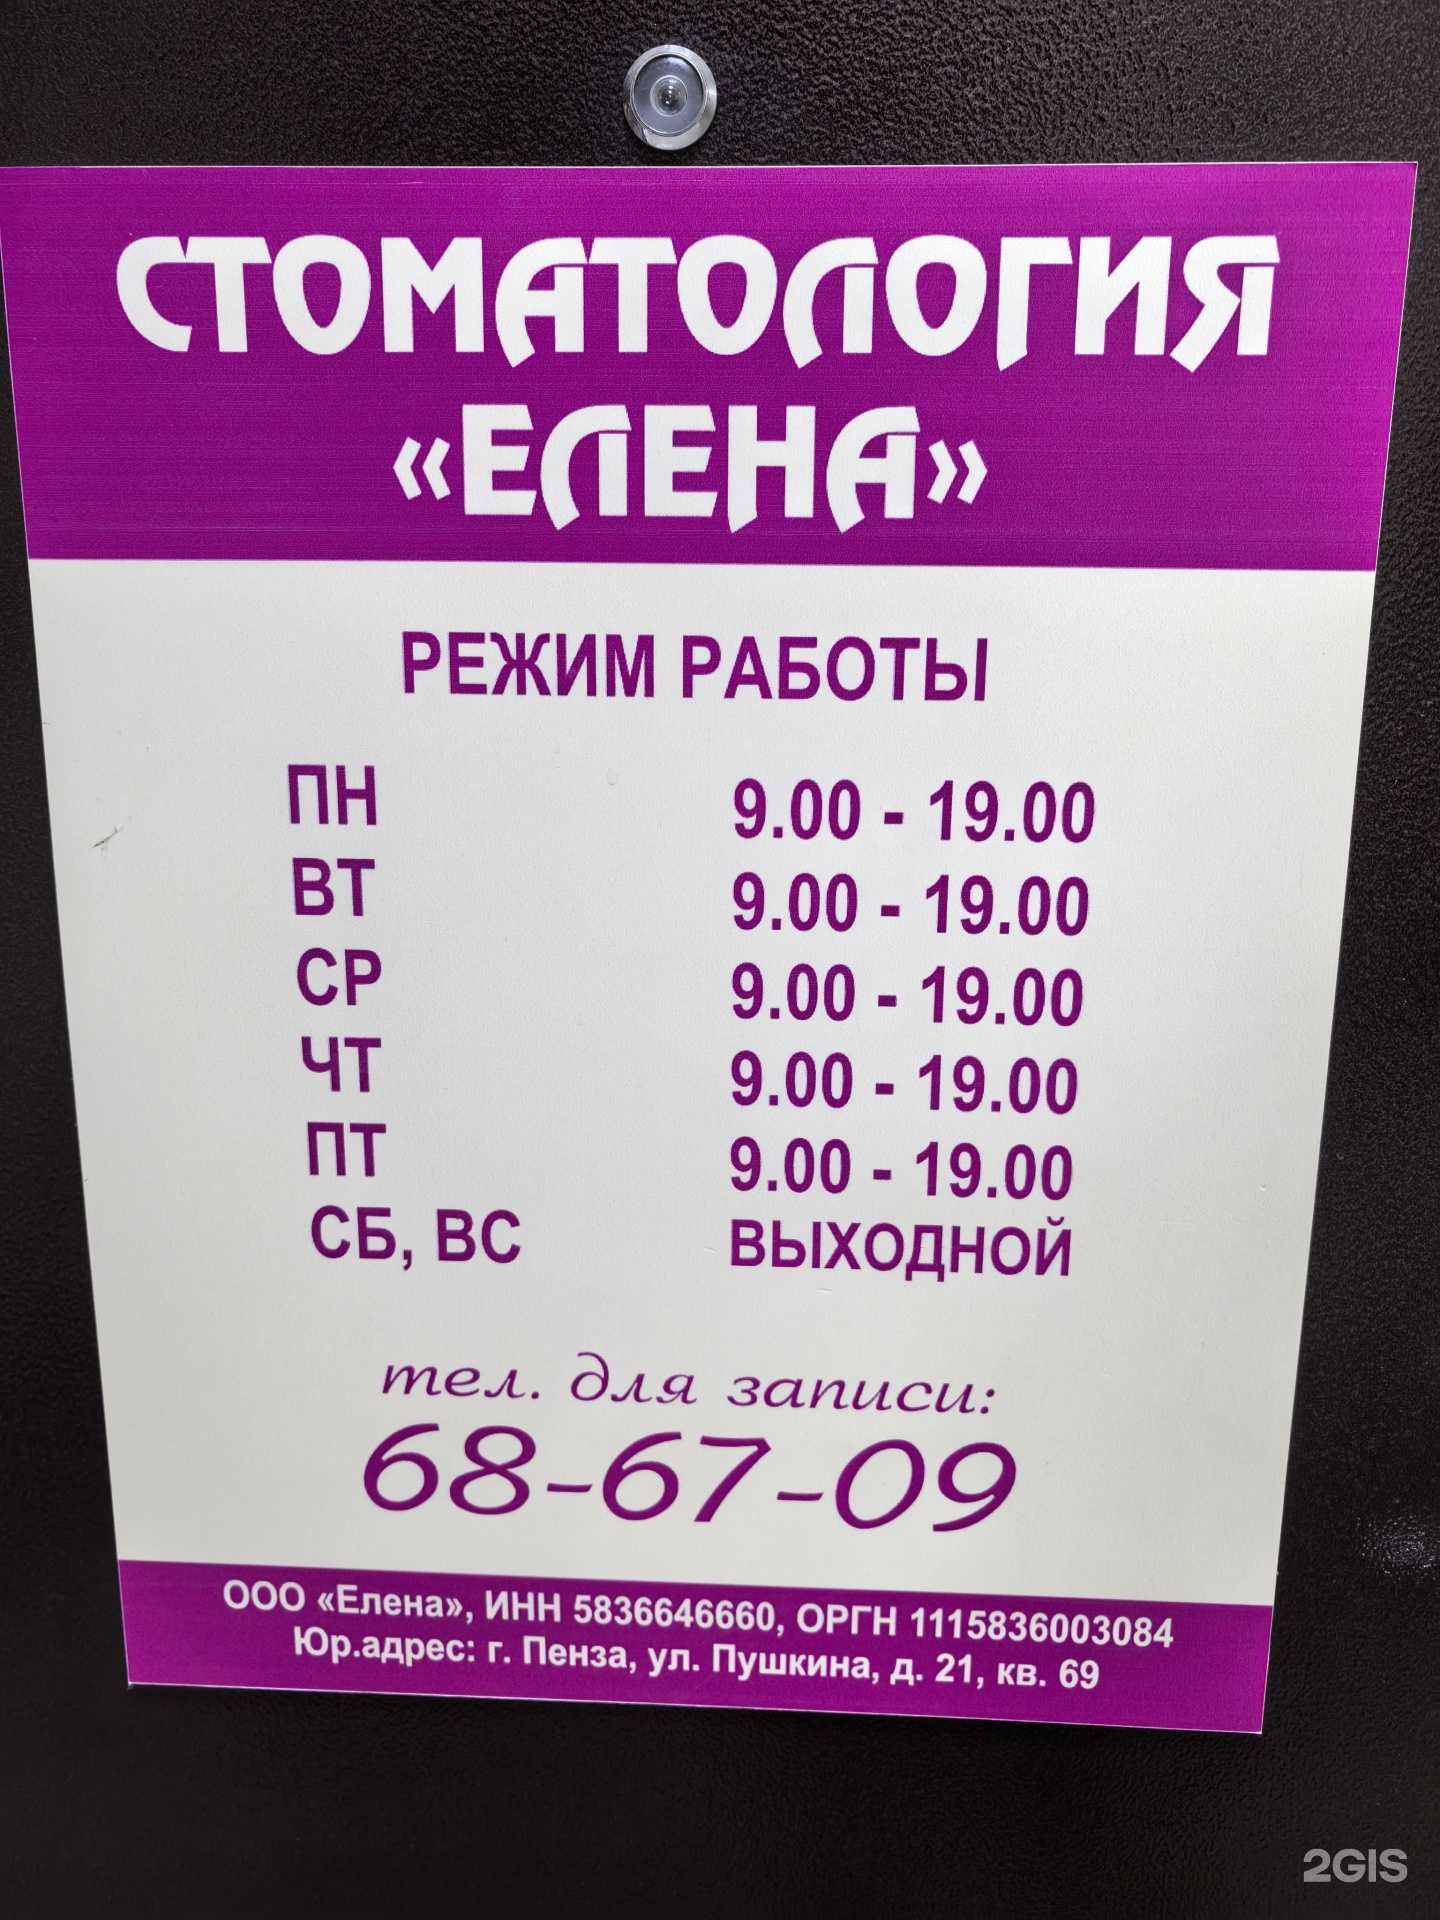 СТОМАТОЛОГИЯ
«ЕЛЕНА»
РЕЖИМ РАБОТЫ
ПН 9.00 - 19.00
ВТ 9.00 - 19.00
СР 9.00 - 19.00
ЧТ 9.00 - 19.00
ПТ 9.00 - 19.00
СБ, ВС ВЫХОДНОЙ
тел. для записи:
68-67-09
ООО «Елена», ИНН 5836646660, ОРГН 1115836003084
Юр.адрес: г. Пенза, ул. Пушкина, д. 21, кв. 69
2GIS